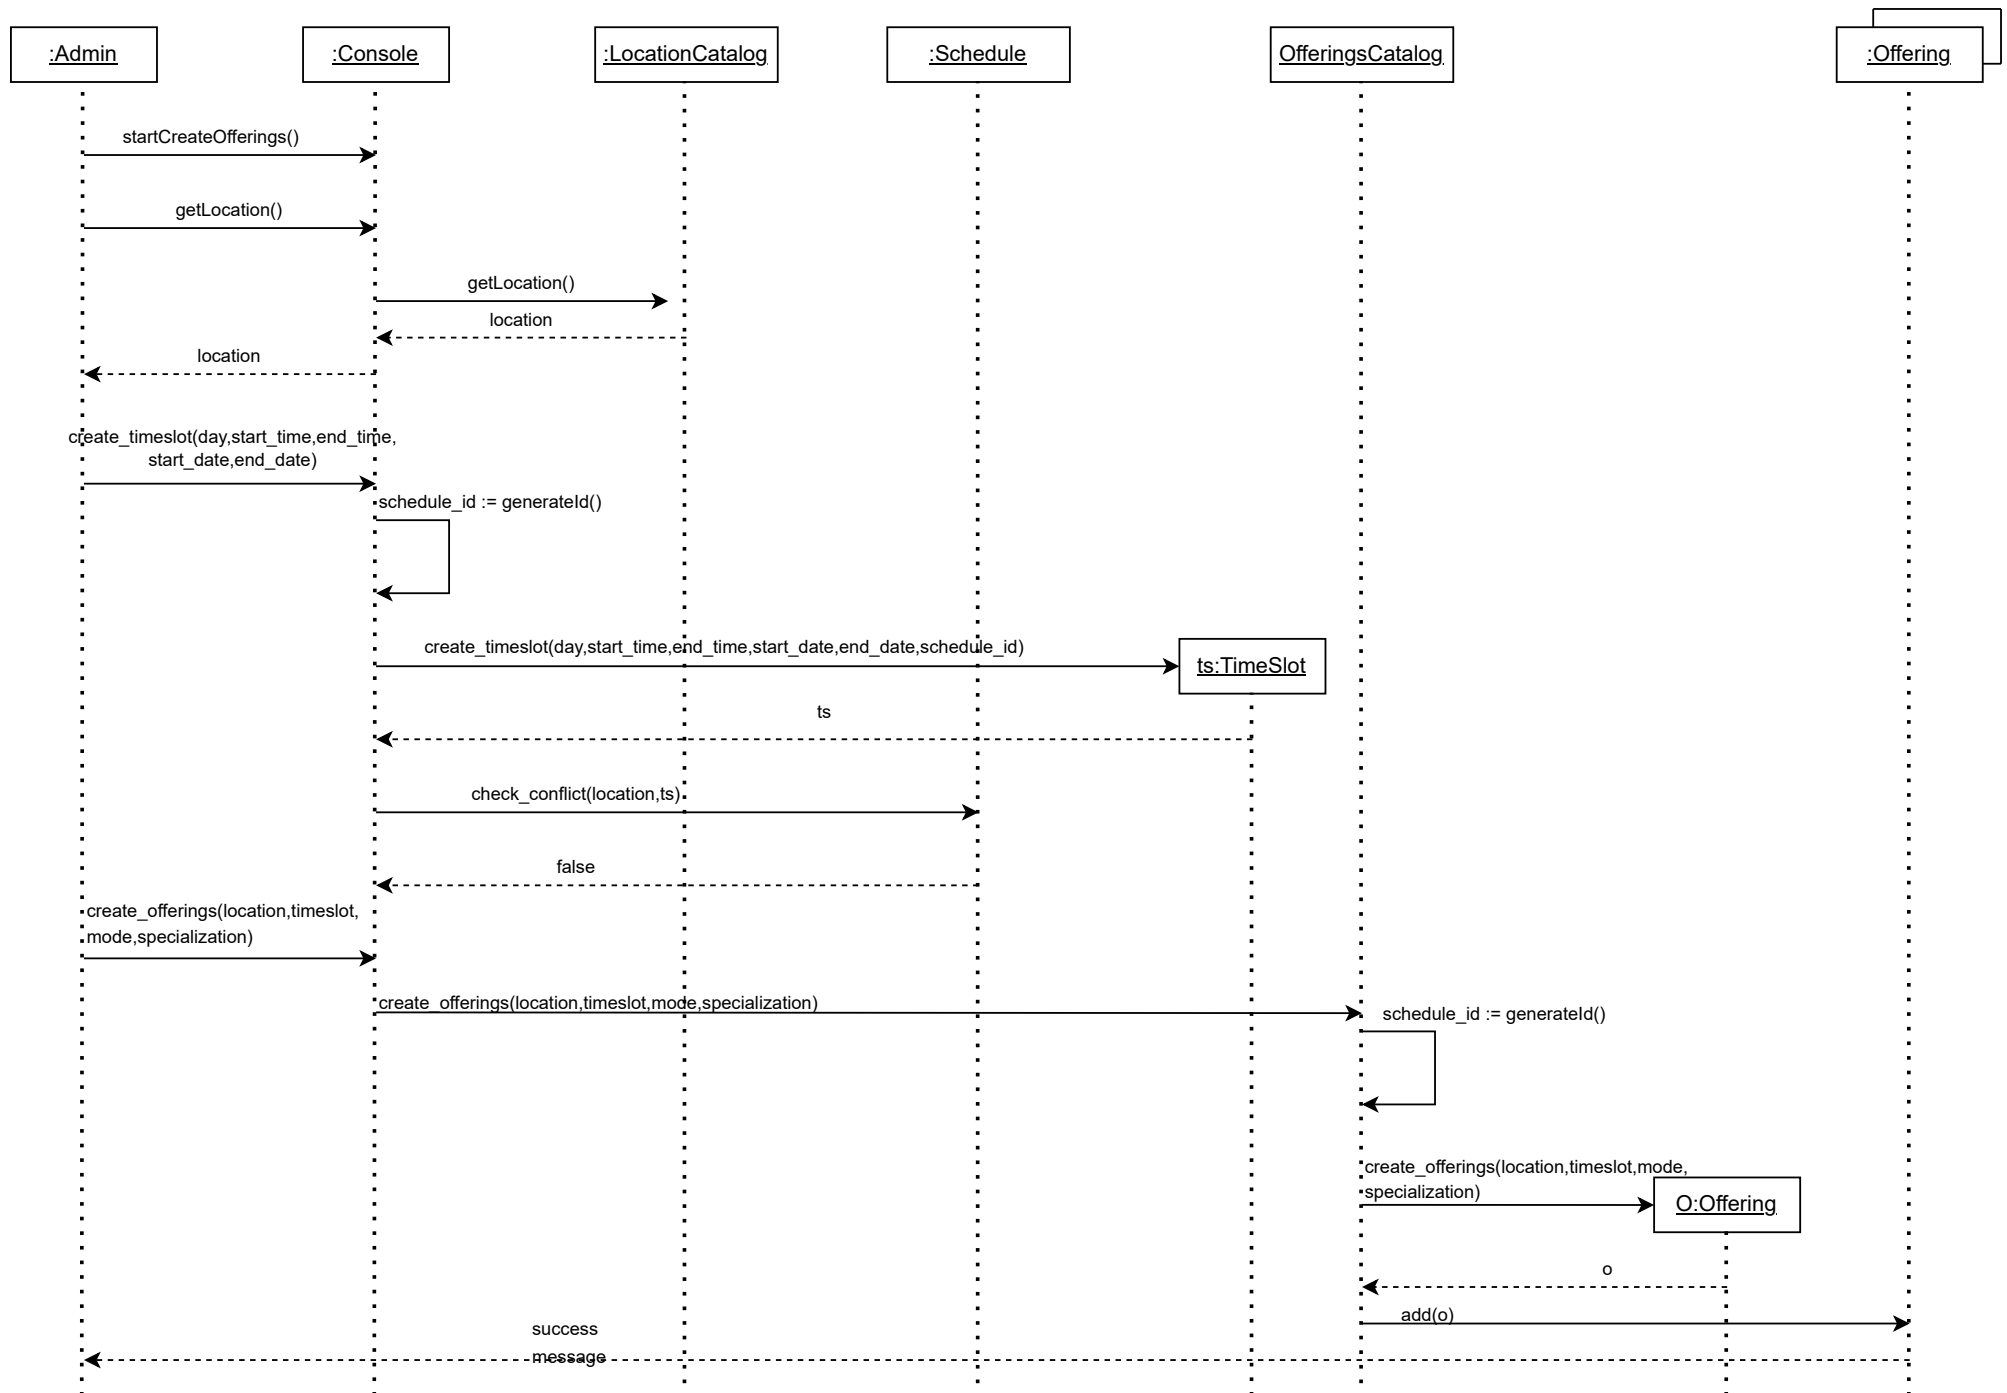 :Admin
:Console
:LocationCatalog
:Schedule
OfferingsCatalog
:Offering
startCreateOfferings()
getLocation()
getLocation()
location
location
create_timeslot(day,start_time,end_time,
start_date,end_date)
schedule_id := generateId()
create_timeslot(day,start_time,end_time,start_date,end_date,schedule_id)
ts:TimeSlot
ts
check_conflict(location,ts)
false
create_offerings(location,timeslot,
mode,specialization)
create_offerings(location,timeslot,mode,specialization)
schedule_id := generateId()
create_offerings(location,timeslot,mode,
specialization)
O:Offering
o
add(o)
success
message